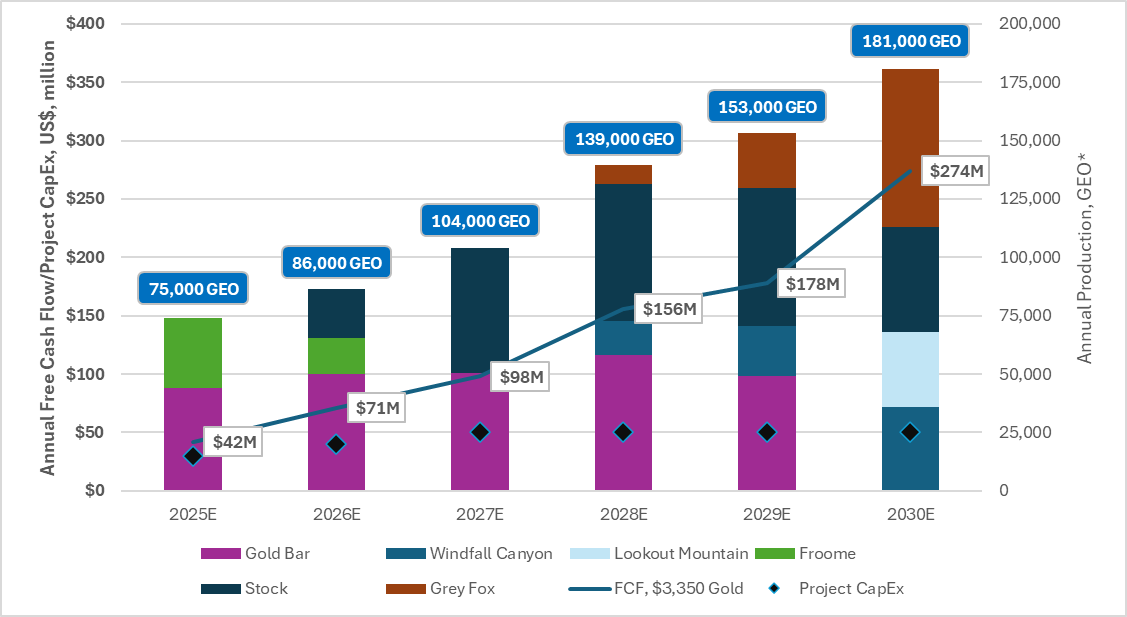 Annual Free Cash Flow/Project CapEx, US$, million
$400
$350
$300
$250
$200
$150
$100
$50
$0
75,000 GEO
86,000 GEO
104,000 GEO
139,000 GEO
153,000 GEO
181,000 GEO
$42M
$71M
$98M
$156M
$178M
$274M
200,000
175,000
150,000
125,000
100,000
75,000
50,000
25,000
0
Annual Production, GEO*
2025E 2026E 2027E 2028E 2029E 2030E
Gold Bar Windfall Canyon Lookout Mountain Froome
Stock Grey Fox FCF, $3,350 Gold Project CapEx